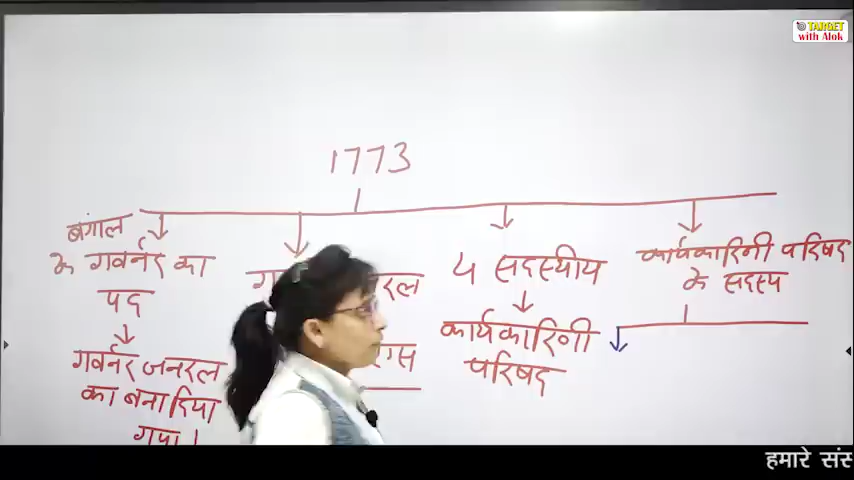 TARGET
with Alok
1773
बंगाल
के गवर्नर का
पद
गवर्नर जनरल
का बना दिया
गया।
4 सदस्यीय
कार्यकारिणी
परिषद
कार्यकारिनी परिषद
के सदस्य
हमारे